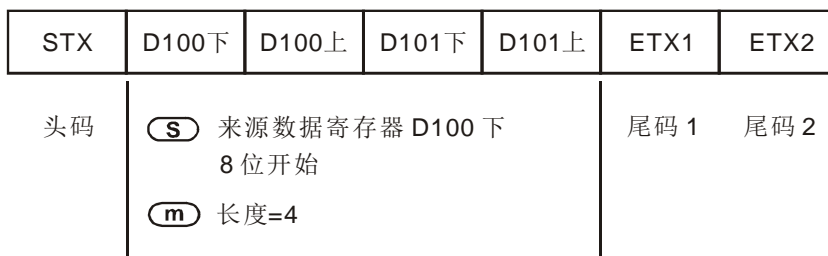 STX D100下 D100上 D101下 D101上 ETX1 ETX2
头码 S 来源数据寄存器 D100 下 尾码 1 尾码 2
8 位开始
m 长度=4